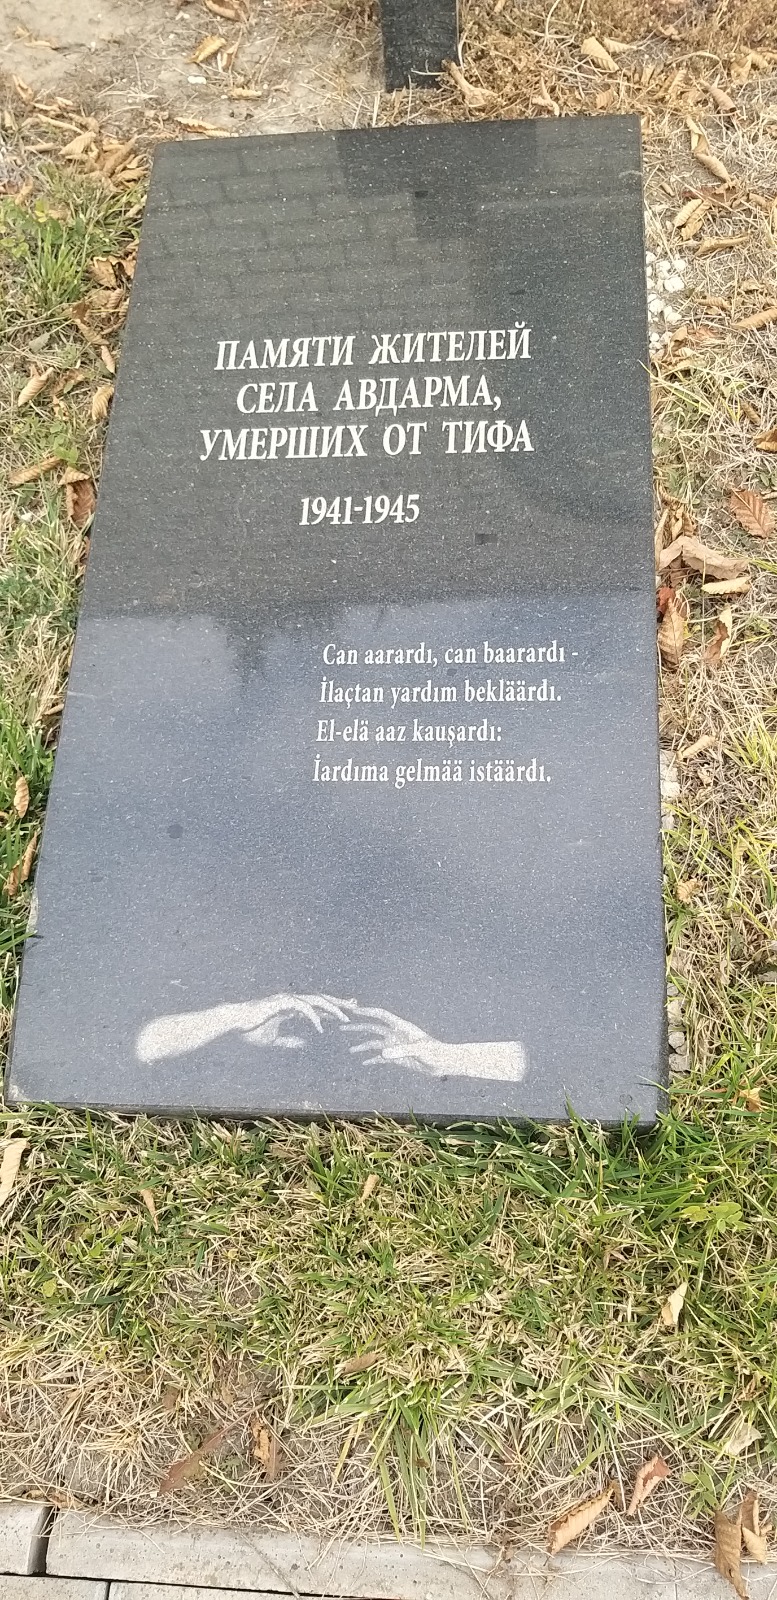 ПАМЯТИ ЖИТЕЛЕЙ
СЕЛА АВДАРМА,
УМЕРШИХ ОТ ТИФА
1941-1945
Can aarardı, can baarardı -
İlaçtan yardım bekläärdı.
El-elä aaz kauşardı:
İardıma gelmää istäärdı.